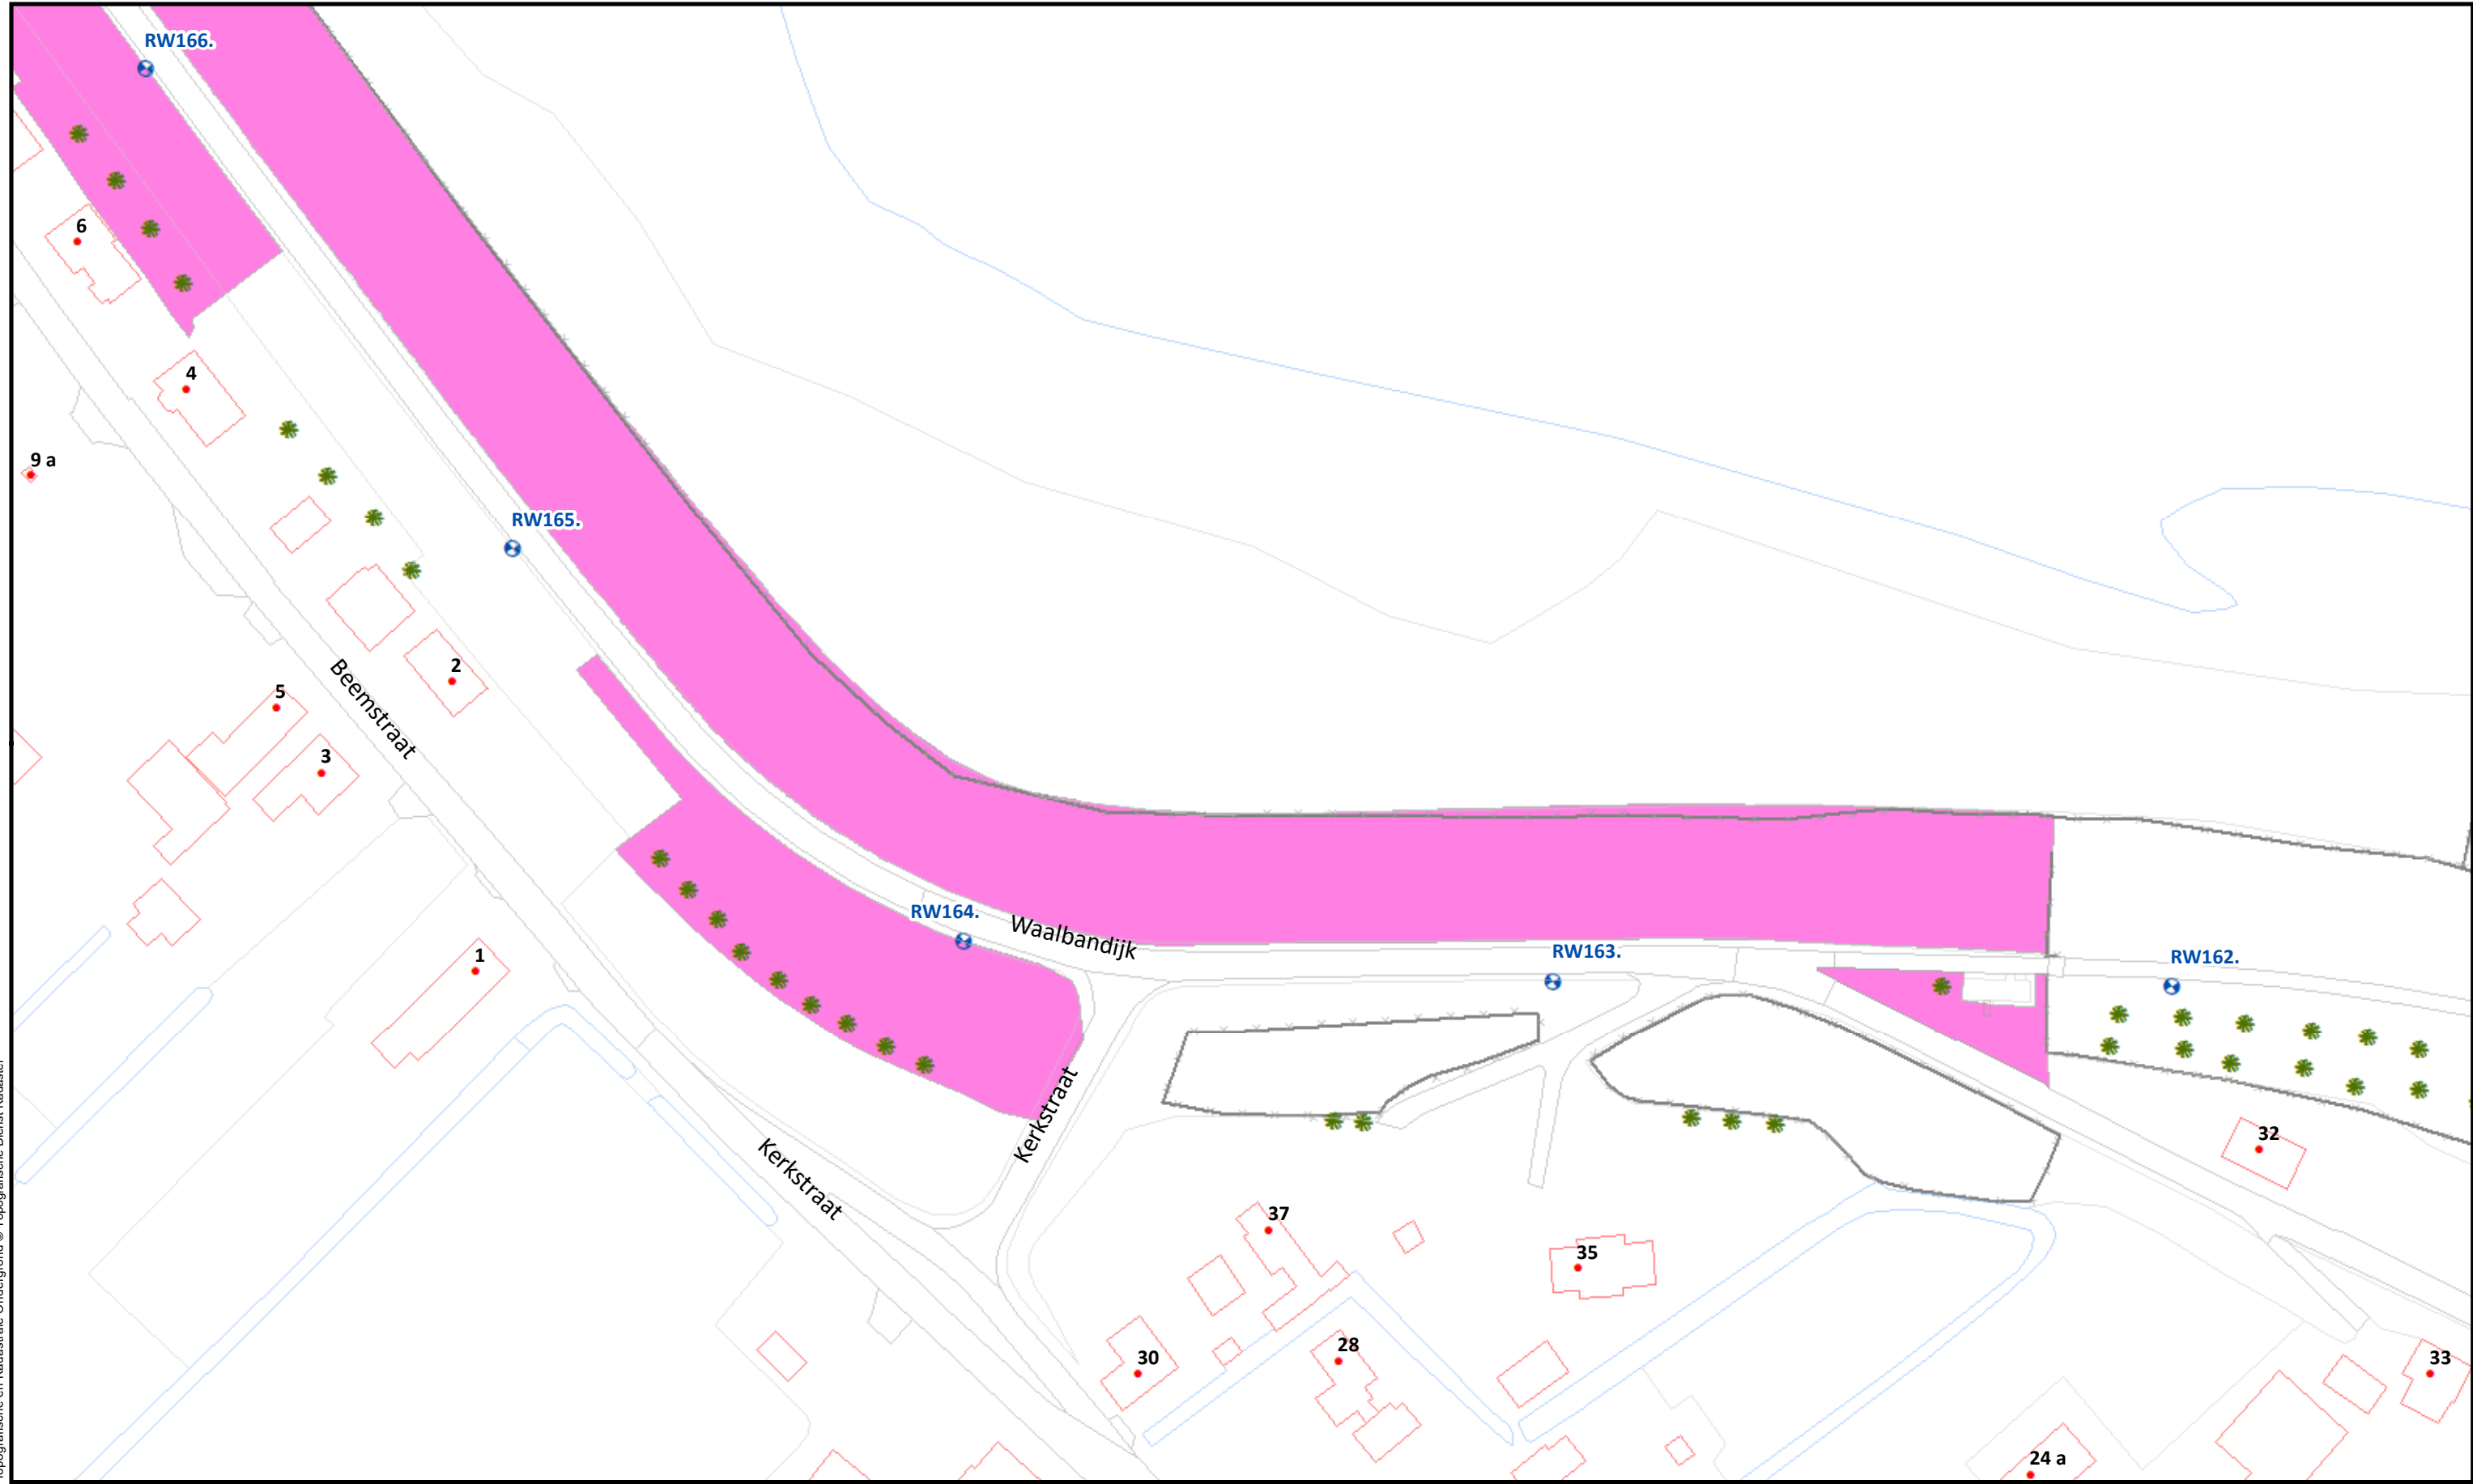 RW166.
6
4
9 a
RW165.
2
Beemstraat
5
3
RW164.
Waalbandijk
RW163.
RW162.
1
Kerkstraat
Kerkstraat
32
37
35
30
28
33
24 a